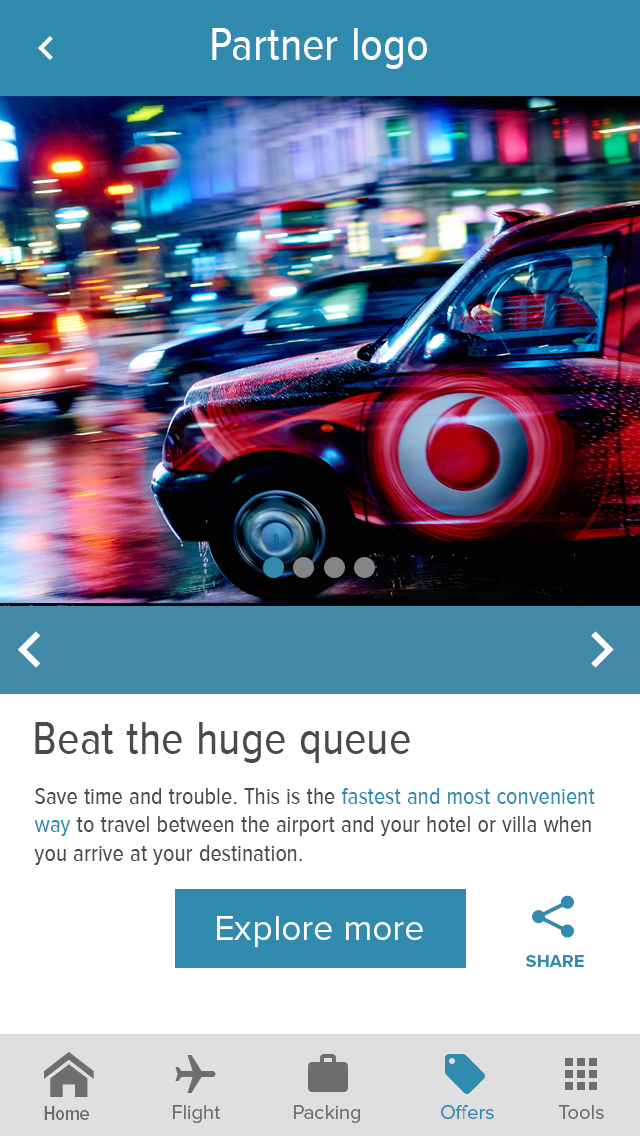 Partner logo
Beat the huge queue
Save time and trouble. This is the fastest and most convenient
way to travel between the airport and your hotel or villa when
you arrive at your destination.
Explore more
SHARE
Home
Flight
Packing
Offers
Tools